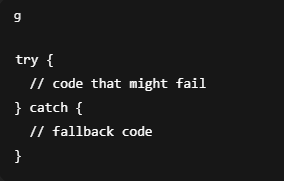 g
try {
  // code that might fail
} catch {
  // fallback code
}